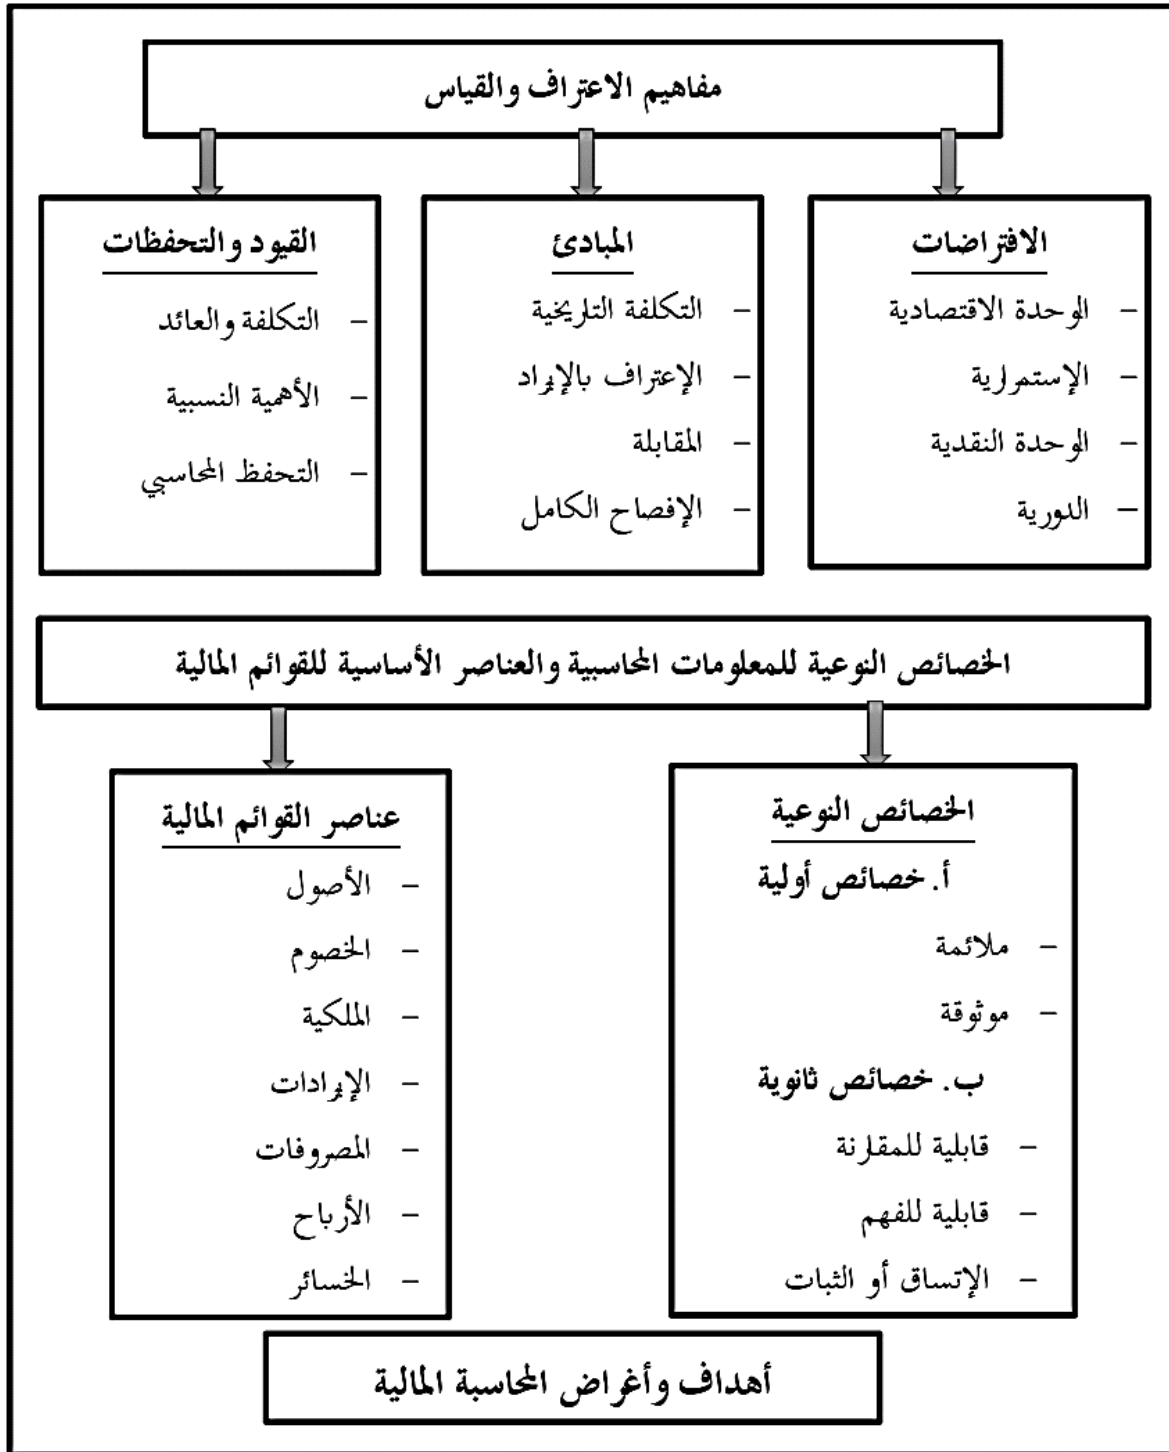 مفاهيم الاعتراف والقياس
الافتراضات
– الوحدة الاقتصادية
– الإستمرارية
– الوحدة النقدية
– الدورية
المبادئ
– التكلفة التاريخية
– الإعتراف بالإيراد
– المقابلة
– الإفصاح الكامل
القيود والتحفظات
– التكلفة والعائد
– الأهمية النسبية
– التحفظ المحاسبي
الخصائص النوعية للمعلومات المحاسبية والعناصر الأساسية للقوائم المالية
الخصائص النوعية
أ. خصائص أولية
– ملائمة
– موثوقة
ب. خصائص ثانوية
– قابلية للمقارنة
– قابلية للفهم
– الإتساق أو الثبات
عناصر القوائم المالية
– الأصول
– الخصوم
– الملكية
– الإيرادات
– المصروفات
– الأرباح
– الخسائر
أهداف وأغراض المحاسبة المالية